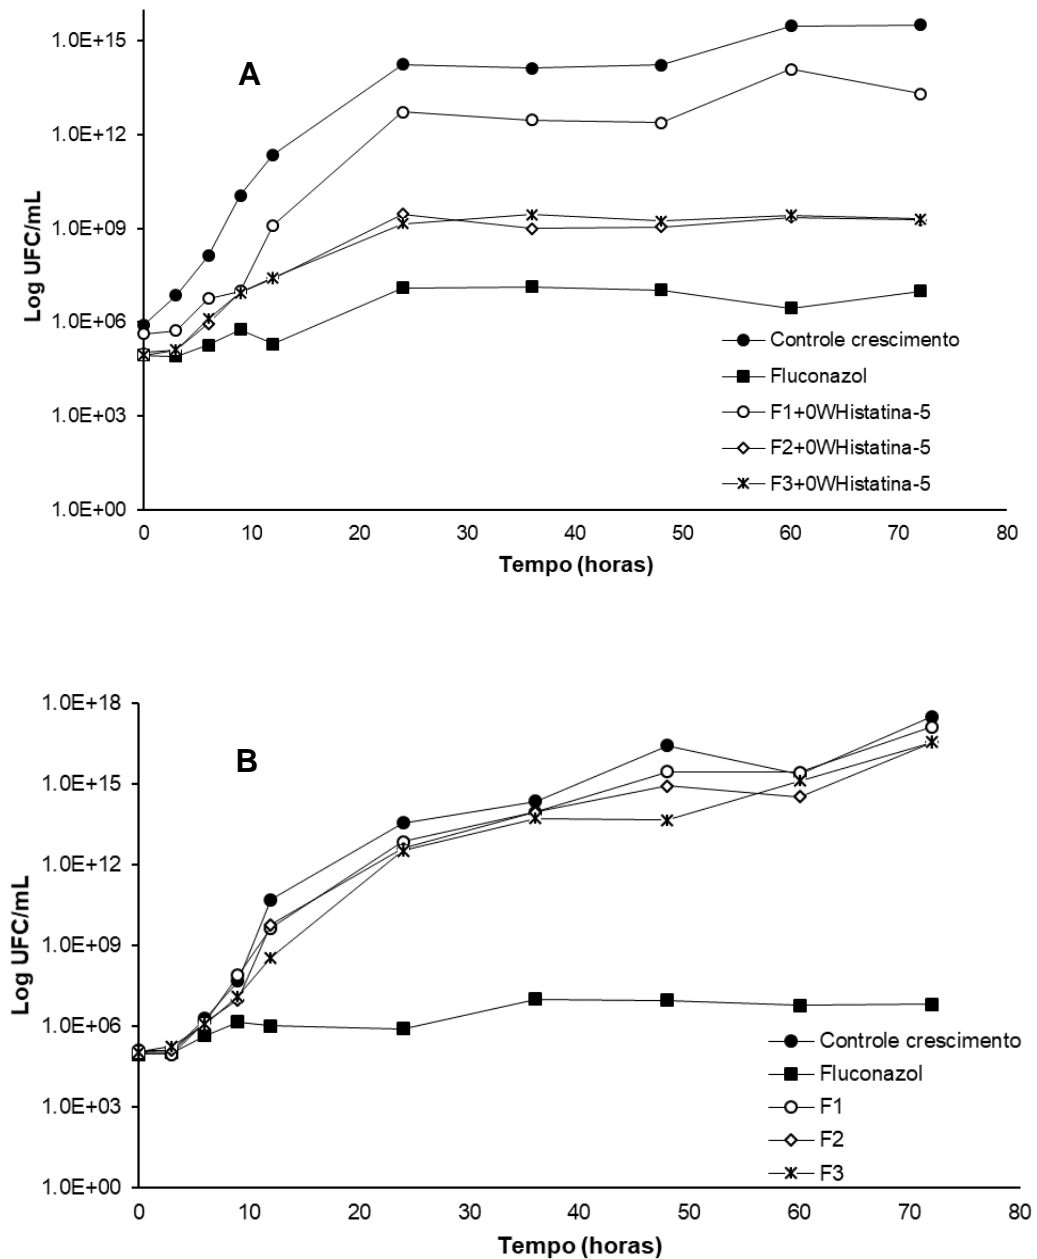 1.0E+15
A
1.0E+12
1.0E+09
Log UFC/mL
1.0E+06
1.0E+03
1.0E+00
Controle crescimento
Fluconazol
F1+0WHistatina-5
F2+0WHistatina-5
F3+0WHistatina-5
0 10 20 30 40 50 60 70 80
Tempo (horas)
1.0E+18
B
1.0E+15
1.0E+12
1.0E+09
Log UFC/mL
1.0E+06
1.0E+03
1.0E+00
Controle crescimento
Fluconazol
F1
F2
F3
0 10 20 30 40 50 60 70 80
Tempo (horas)